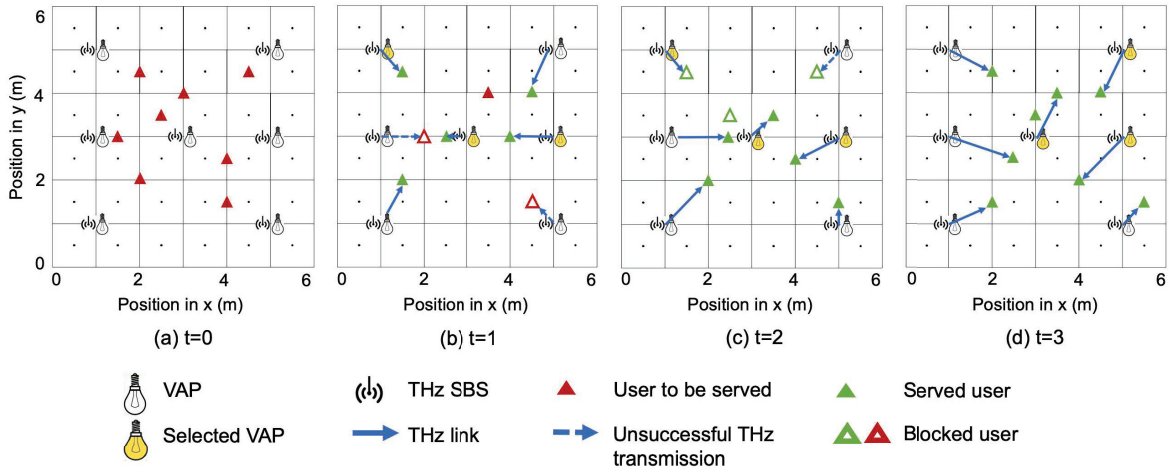 6
4
2
0
Position in y (m)
0 2 4 6
Position in x (m)
(a) t=0
0 2 4 6
Position in x (m)
(b) t=1
0 2 4 6
Position in x (m)
(c) t=2
0 2 4 6
Position in x (m)
(d) t=3
VAP
THz SBS
User to be served
Served user
Selected VAP
THz link
Unsuccessful THz
transmission
Blocked user